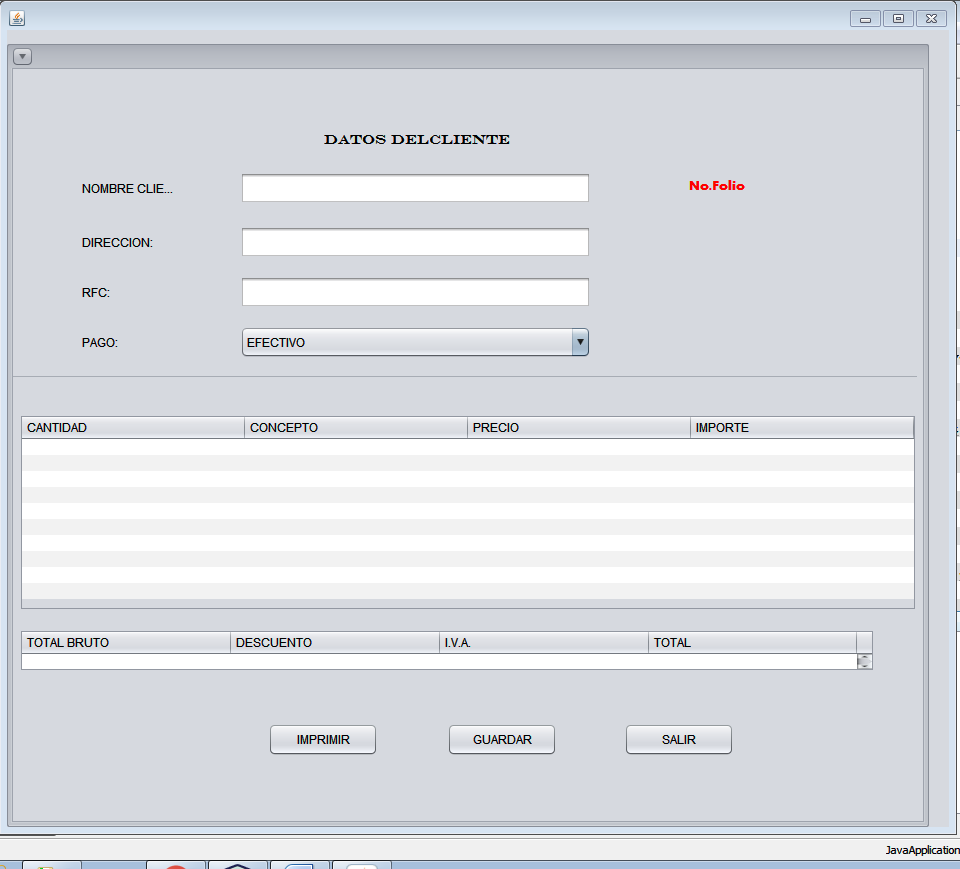 DATOS DELCLIENTE
NOMBRE CLIE...
No.Folio
DIRECCION:
RFC:
PAGO:
EFECTIVO
CANTIDAD CONCEPTO PRECIO IMPORTE
TOTAL BRUTO DESCUENTO I.V.A. TOTAL
IMPRIMIR GUARDAR SALIR
JavaApplication